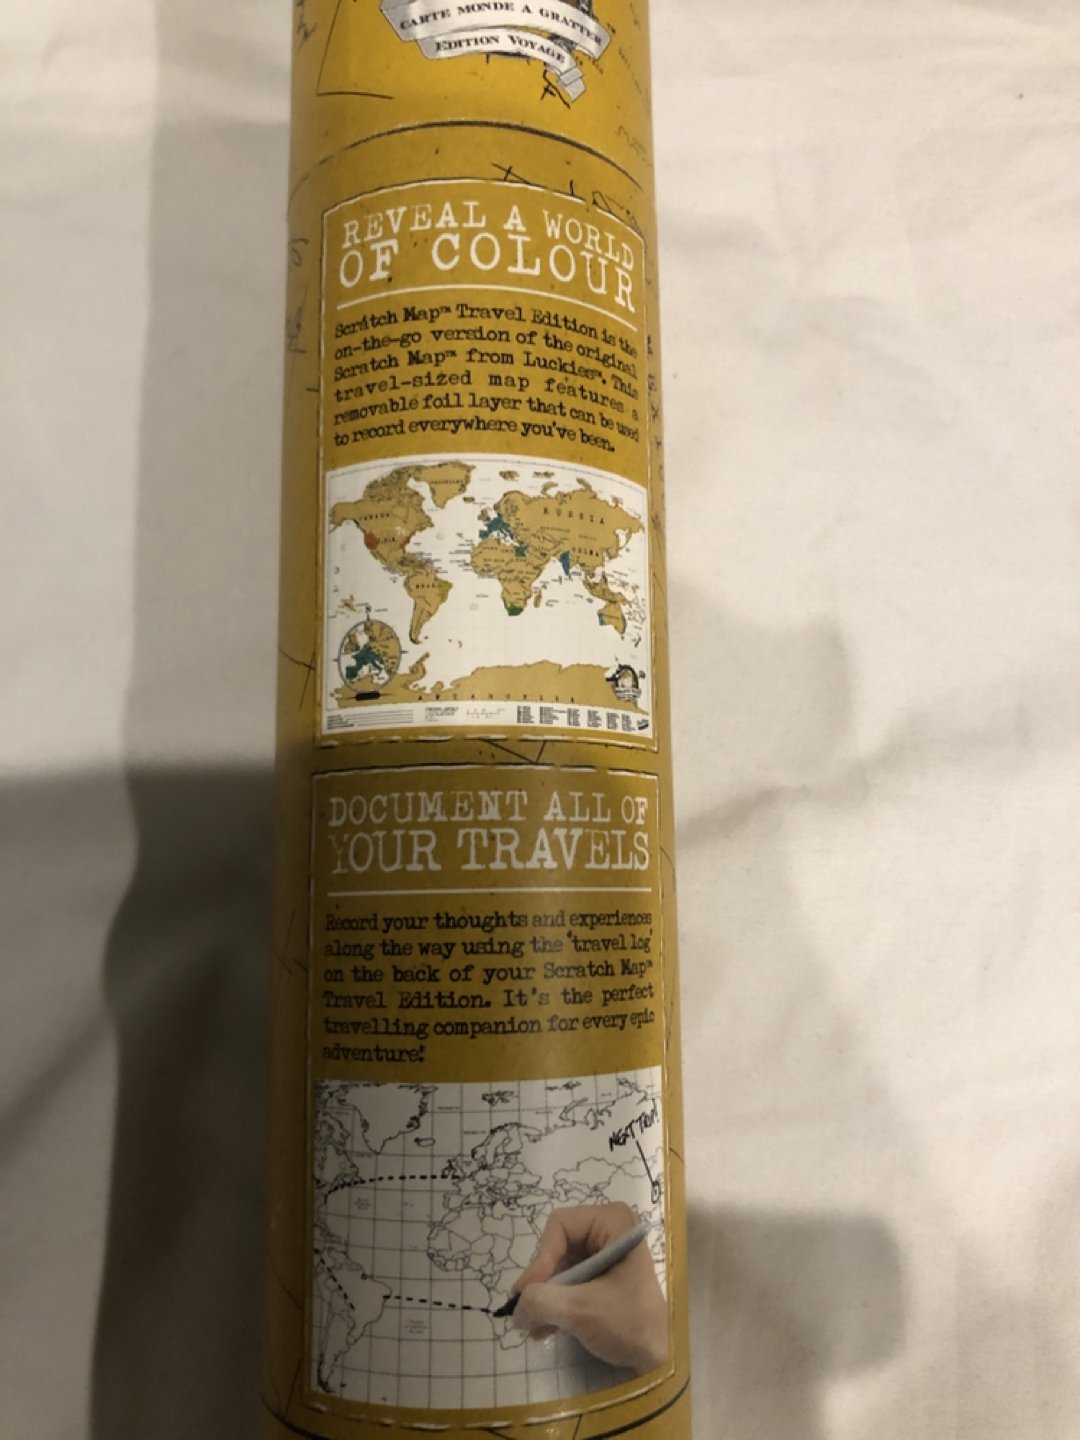 CARTE MONDE A GRATTER
EDITION VOYAGE
REVEAL A WORLD
OF COLOUR
Scratch Map™ Travel Edition is the
on-the-go version of the original
Scratch Map™ from Luckies™. This
travel-sized map features a
removable foil layer that can be used
to record everywhere you've been.
CANADA
RUSSIA
U.S.A
CHINA
BRAZIL
ANTARCTICA
DOCUMENT ALL OF
YOUR TRAVELS
Record your thoughts and experiences
along the way using the 'travel log'
on the back of your Scratch Map™
Travel Edition. It's the perfect
travelling companion for every epic
adventure!
NEXT TRIP!